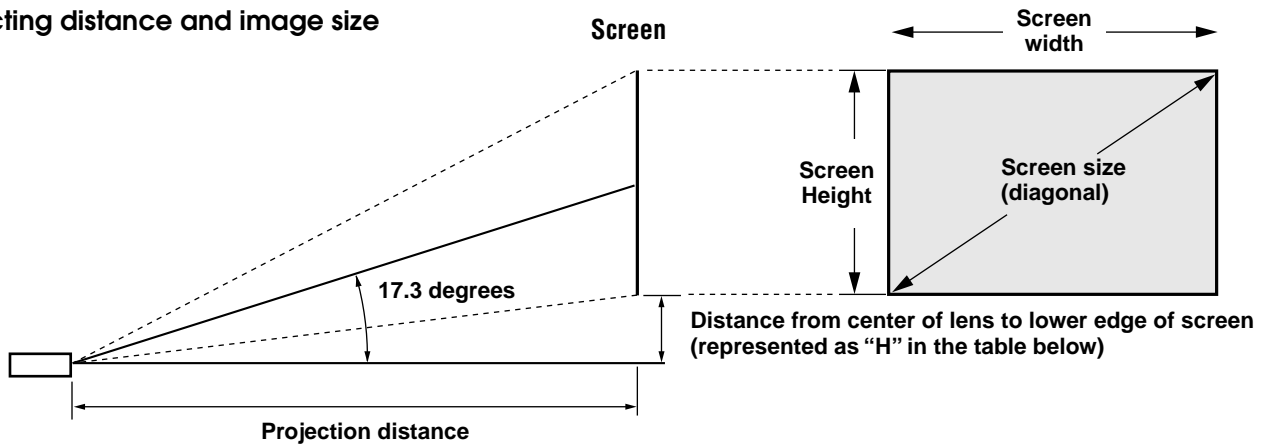 cting distance and image size
Screen
Screen
width
Screen
Height
Screen size
(diagonal)
17.3 degrees
Distance from center of lens to lower edge of screen
(represented as “H” in the table below)
Projection distance